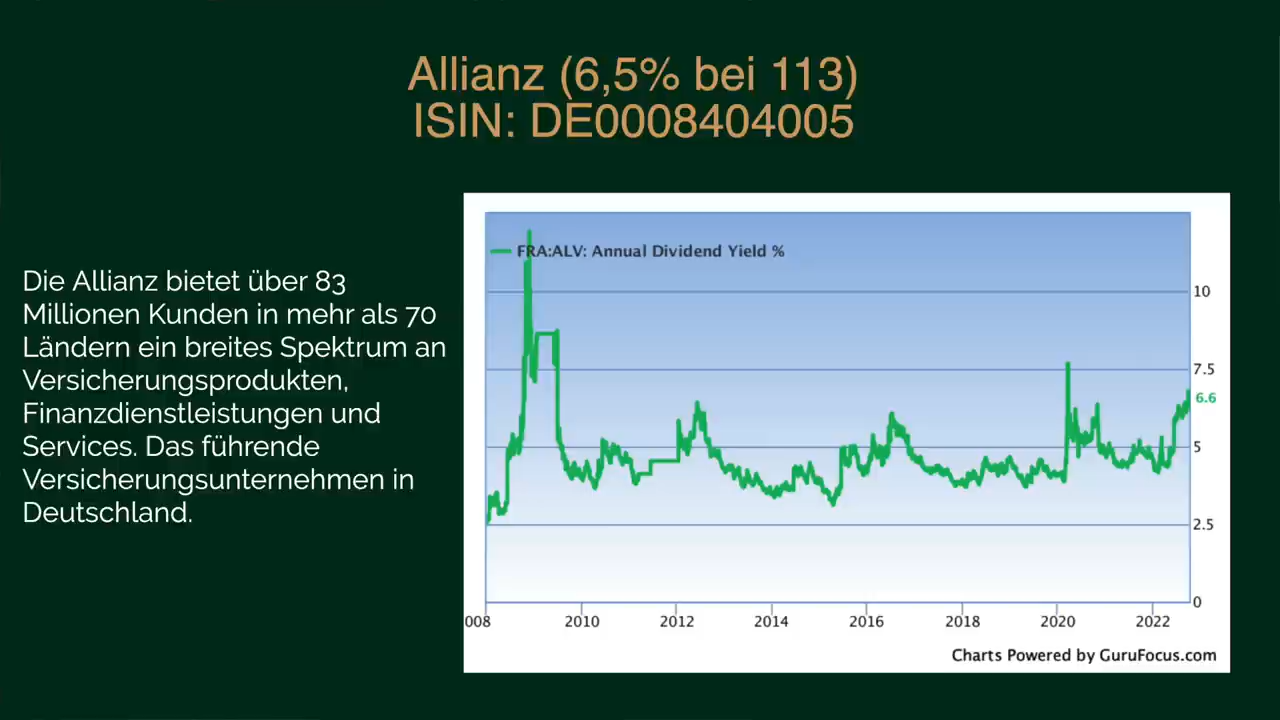 Allianz (6,5% bei 113)
ISIN: DE0008404005
Die Allianz bietet über 83
Millionen Kunden in mehr als 70
Ländern ein breites Spektrum an
Versicherungsprodukten,
Finanzdienstleistungen und
Services. Das führende
Versicherungsunternehmen in
Deutschland.
FRA:ALV: Annual Dividend Yield %
10
7.5
6.6
5
2.5
0
008 2010 2012 2014 2016 2018 2020 2022
Charts Powered by GuruFocus.com